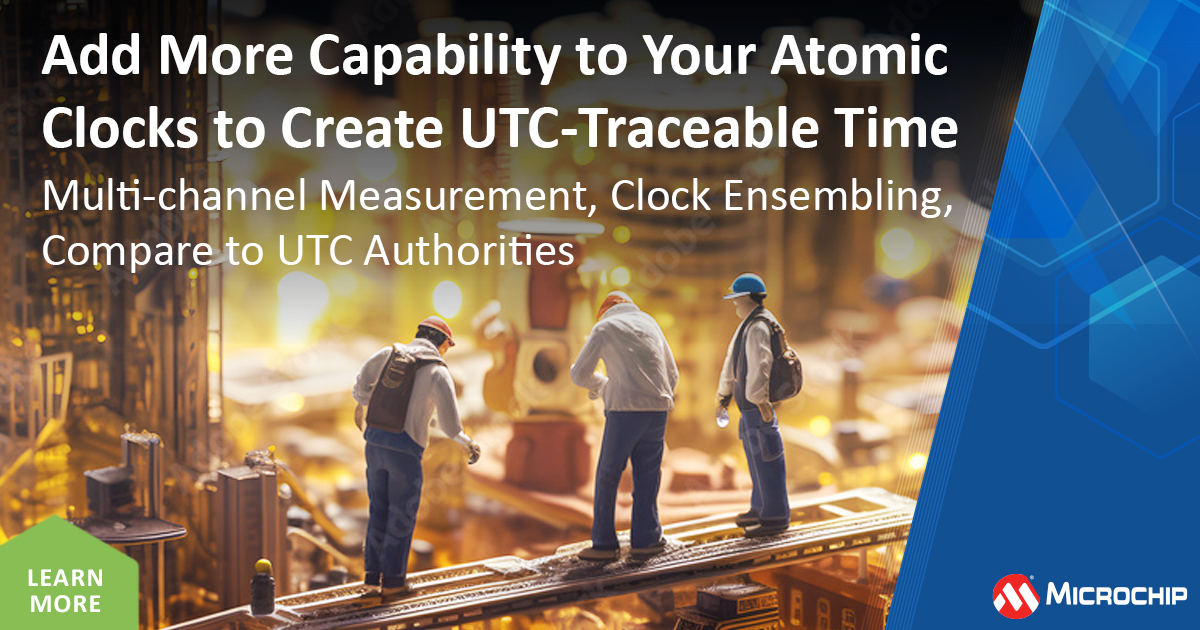 Add More Capability to Your Atomic
Clocks to Create UTC-Traceable Time
Multi-channel Measurement, Clock Ensembling,
Compare to UTC Authorities
LEARN
MORE
MICROCHIP